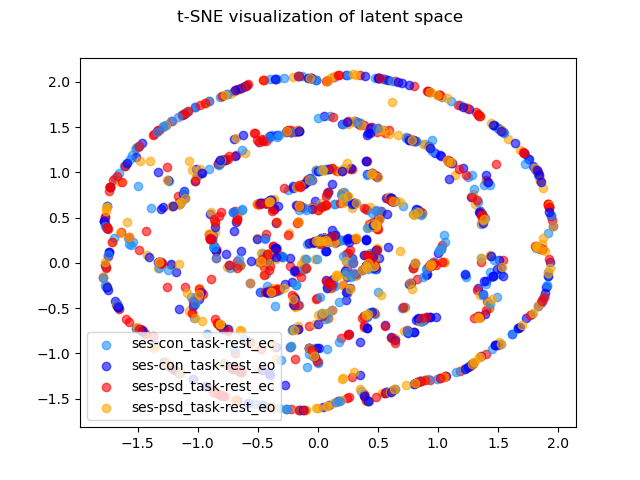 t-SNE visualization of latent space
2.0
1.5
1.0
0.5
0.0
−0.5
−1.0
−1.5
−1.5 −1.0 −0.5 0.0 0.5 1.0 1.5 2.0
ses-con_task-rest_ec
ses-con_task-rest_eo
ses-psd_task-rest_ec
ses-psd_task-rest_eo